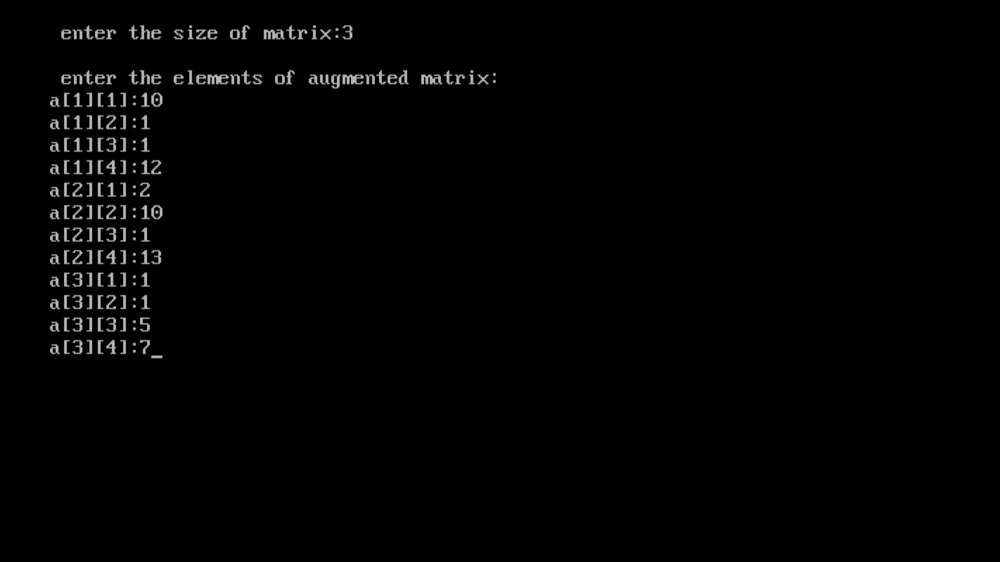 enter the size of matrix:3
enter the elements of augmented matrix:
a[1][1]:10
a[1][2]:1
a[1][3]:1
a[1][4]:12
a[2][1]:2
a[2][2]:10
a[2][3]:1
a[2][4]:13
a[3][1]:1
a[3][2]:1
a[3][3]:5
a[3][4]:7_